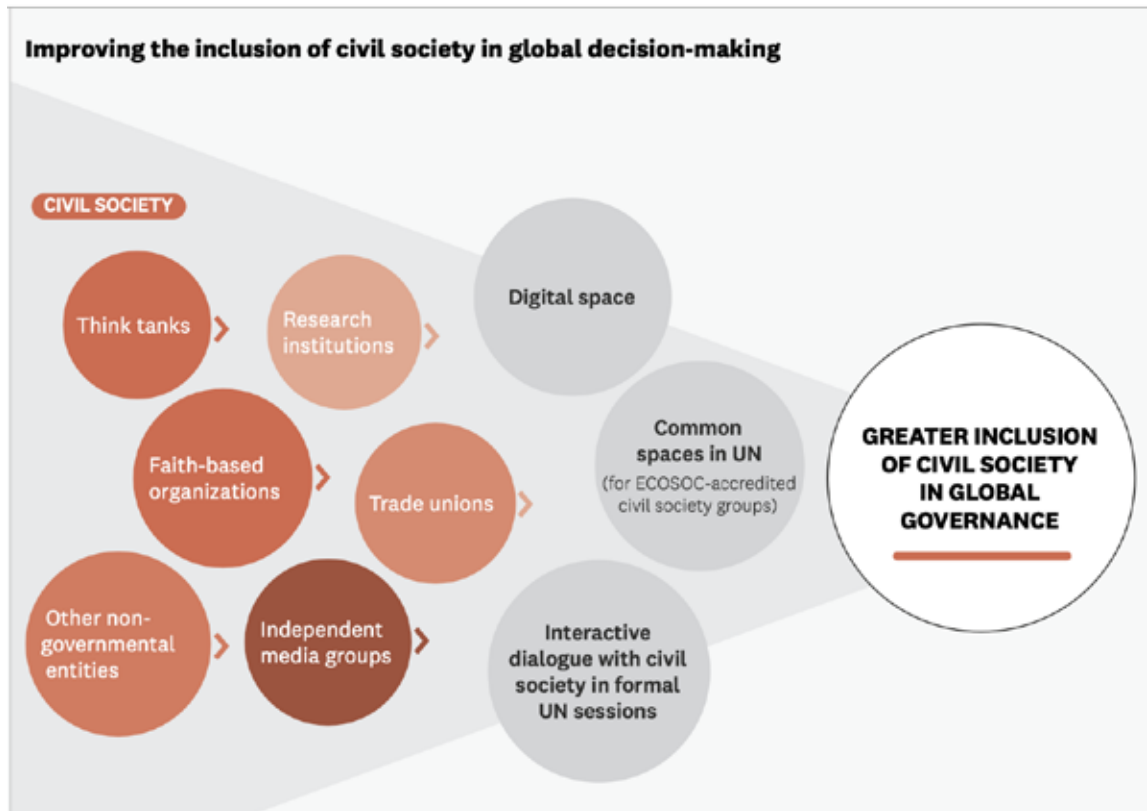 Improving the inclusion of civil society in global decision-making
CIVIL SOCIETY
Think tanks
Research
institutions
Faith-based
organizations
Trade unions
Other non-
governmental
entities
Independent
media groups
Digital space
Common
spaces in UN
(for ECOSOC-accredited
civil society groups)
Interactive
dialogue with civil
society in formal
UN sessions
GREATER INCLUSION
OF CIVIL SOCIETY
IN GLOBAL
GOVERNANCE